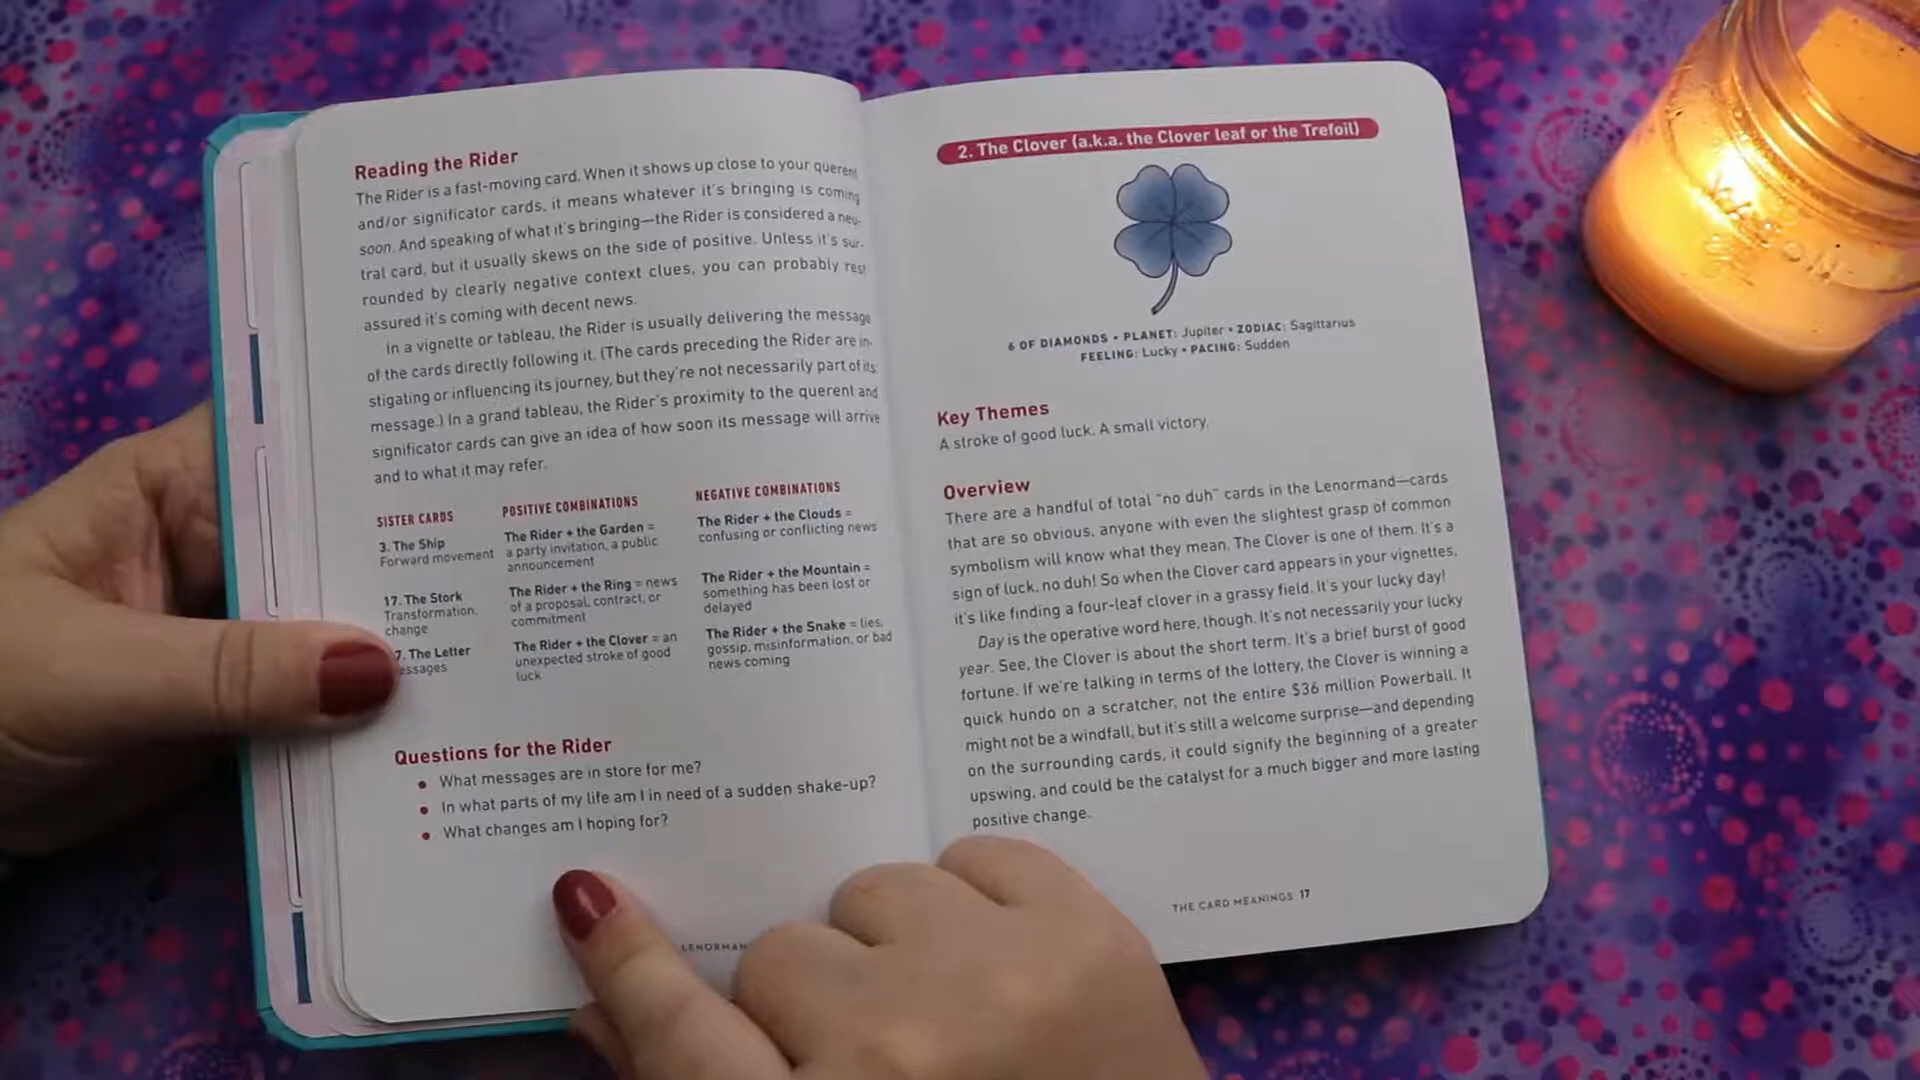 Reading the Rider
The Rider is a fast-moving card. When it shows up close to your querent
and/or significator cards, it means whatever it's bringing is coming
soon. And speaking of what it's bringing—the Rider is considered a neu-
tral card, but it usually skews on the side of positive. Unless it's sur-
rounded by clearly negative context clues, you can probably rest
assured it's coming with decent news.
In a vignette or tableau, the Rider is usually delivering the message
of the cards directly following it. (The cards preceding the Rider are in-
stigating or influencing its journey, but they're not necessarily part of its
message.) In a grand tableau, the Rider's proximity to the querent and
significator cards can give an idea of how soon its message will arrive
and to what it may refer.
SISTER CARDS
3. The Ship
Forward movement
17. The Stork
Transformation,
change
7. The Letter
essages
POSITIVE COMBINATIONS
The Rider + the Garden =
a party invitation, a public
announcement
The Rider + the Ring = news
of a proposal, contract, or
commitment
The Rider + the Clover = an
unexpected stroke of good
luck
NEGATIVE COMBINATIONS
The Rider + the Clouds =
confusing or conflicting news
The Rider + the Mountain =
something has been lost or
delayed
The Rider + the Snake = lies,
gossip, misinformation, or bad
news coming
Questions for the Rider
• What messages are in store for me?
• In what parts of my life am I in need of a sudden shake-up?
• What changes am I hoping for?
LENORMAN
2. The Clover (a.k.a. the Clover leaf or the Trefoil)
6 OF DIAMONDS • PLANET: Jupiter • ZODIAC: Sagittarius
FEELING: Lucky • PACING: Sudden
Key Themes
A stroke of good luck. A small victory.
Overview
There are a handful of total "no duh" cards in the Lenormand—cards
that are so obvious, anyone with even the slightest grasp of common
symbolism will know what they mean. The Clover is one of them. It's a
sign of luck, no duh! So when the Clover card appears in your vignettes,
it's like finding a four-leaf clover in a grassy field. It's your lucky day!
Day is the operative word here, though. It's not necessarily your lucky
year. See, the Clover is about the short term. It's a brief burst of good
fortune. If we're talking in terms of the lottery, the Clover is winning a
quick hundo on a scratcher, not the entire $36 million Powerball. It
might not be a windfall, but it's still a welcome surprise—and depending
on the surrounding cards, it could signify the beginning of a greater
upswing, and could be the catalyst for a much bigger and more lasting
positive change.
THE CARD MEANINGS 17